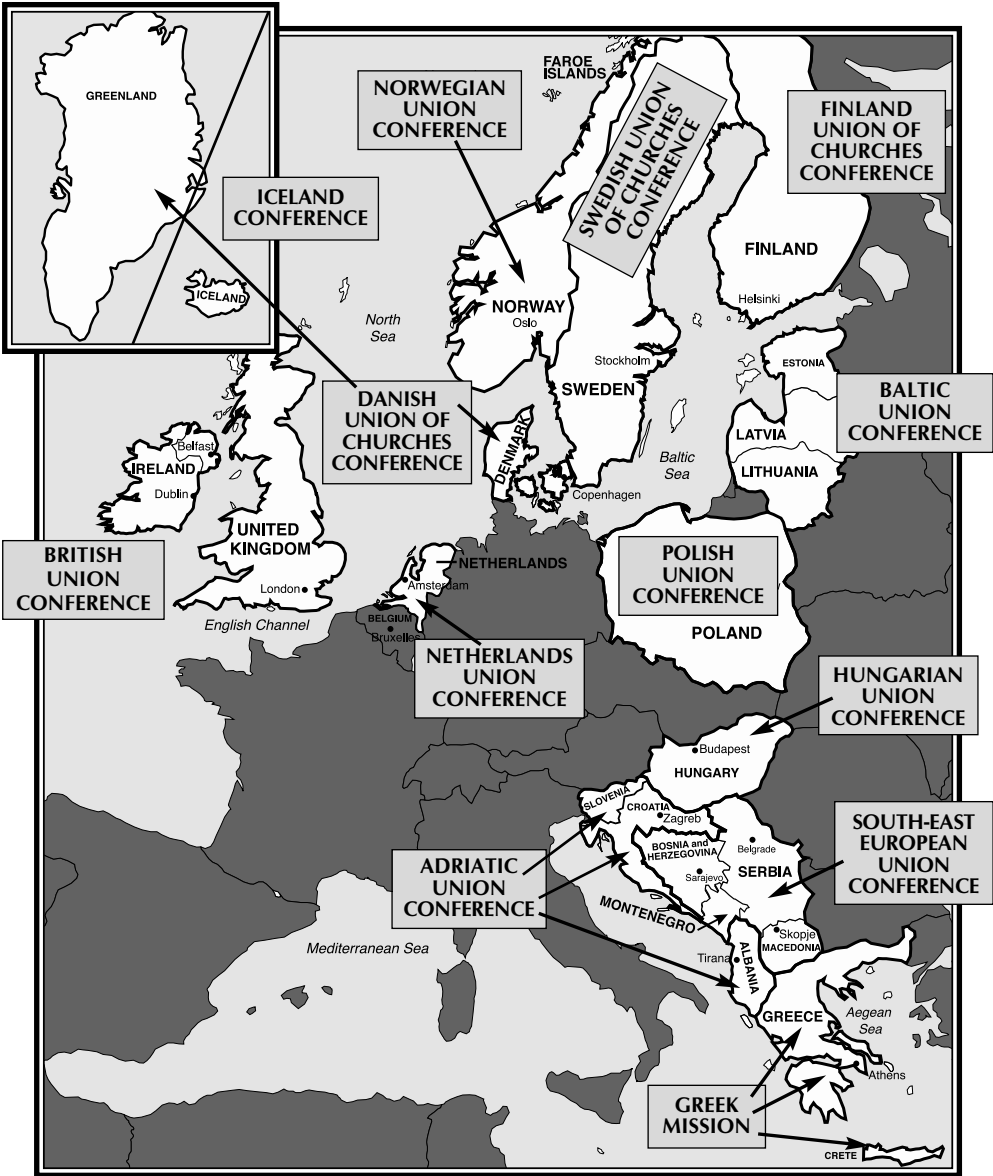 GREENLAND
ICELAND
CONFERENCE
ICELAND
FAROE
ISLANDS
NORWEGIAN
UNION
CONFERENCE
SWEDISH UNION
OF CHURCHES
CONFERENCE
FINLAND
UNION OF
CHURCHES
CONFERENCE
FINLAND
Helsinki
NORWAY
Oslo
North
Sea
Stockholm
SWEDEN
ESTONIA
BALTIC
UNION
CONFERENCE
LATVIA
LITHUANIA
Baltic
Sea
DANISH
UNION OF
CHURCHES
CONFERENCE
DENMARK
Copenhagen
Belfast
IRELAND
Dublin
UNITED
KINGDOM
London
BRITISH
UNION
CONFERENCE
English Channel
NETHERLANDS
Amsterdam
BELGIUM
Bruxelles
NETHERLANDS
UNION
CONFERENCE
POLISH
UNION
CONFERENCE
POLAND
HUNGARIAN
UNION
CONFERENCE
Budapest
HUNGARY
SLOVENIA
CROATIA
Zagreb
BOSNIA and
HERZEGOVINA
Sarajevo
Belgrade
SERBIA
SOUTH-EAST
EUROPEAN
UNION
CONFERENCE
ADRIATIC
UNION
CONFERENCE
MONTENEGRO
Skopje
MACEDONIA
Tirana
ALBANIA
Mediterranean Sea
GREECE
Aegean
Sea
Athens
GREEK
MISSION
CRETE